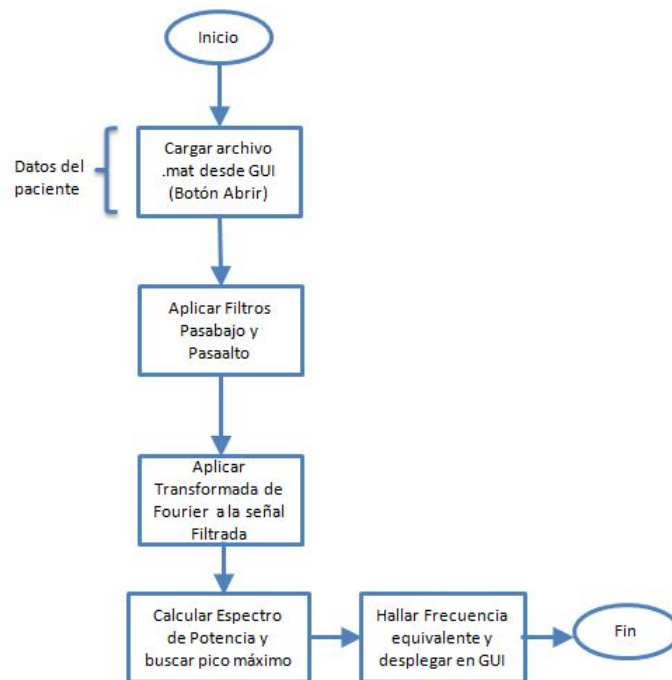 Inicio
Datos del
paciente
Cargar archivo
.mat desde GUI
(Botón Abrir)
Aplicar Filtros
Pasabajo y
Pasaalto
Aplicar
Transformada de
Fourier a la señal
Filtrada
Calcular Espectro
de Potencia y
buscar pico máximo
Hallar Frecuencia
equivalente y
desplegar en GUI
Fin